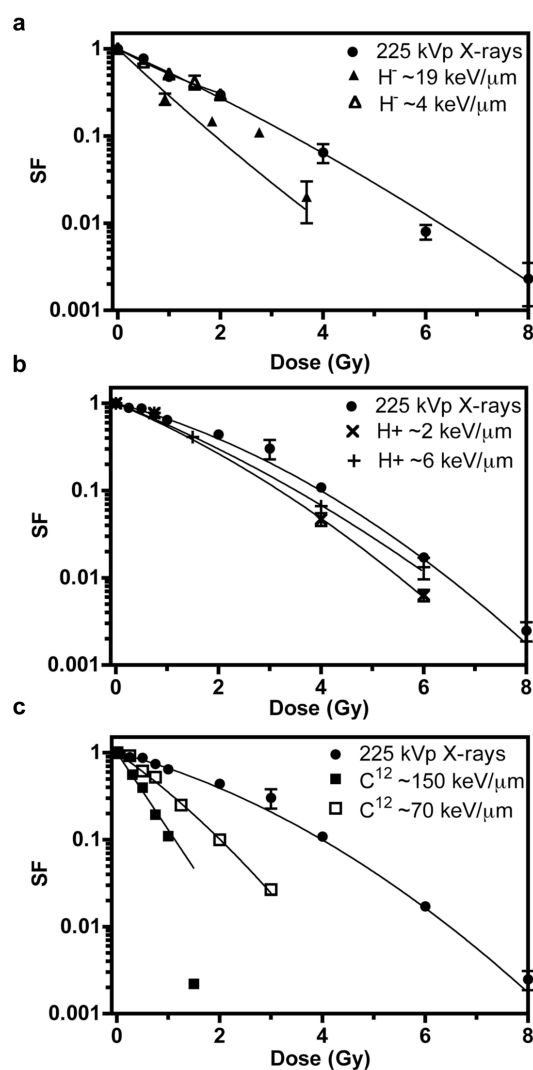 a
1
0.1
0.01
0.001
SF
225 kVp X-rays
H⁻ ~19 keV/μm
H⁻ ~4 keV/μm
0 2 4 6 8
Dose (Gy)
b
1
0.1
0.01
0.001
SF
225 kVp X-rays
H+ ~2 keV/μm
H+ ~6 keV/μm
0 2 4 6 8
Dose (Gy)
c
1
0.1
0.01
0.001
SF
225 kVp X-rays
C¹² ~150 keV/μm
C¹² ~70 keV/μm
0 2 4 6 8
Dose (Gy)